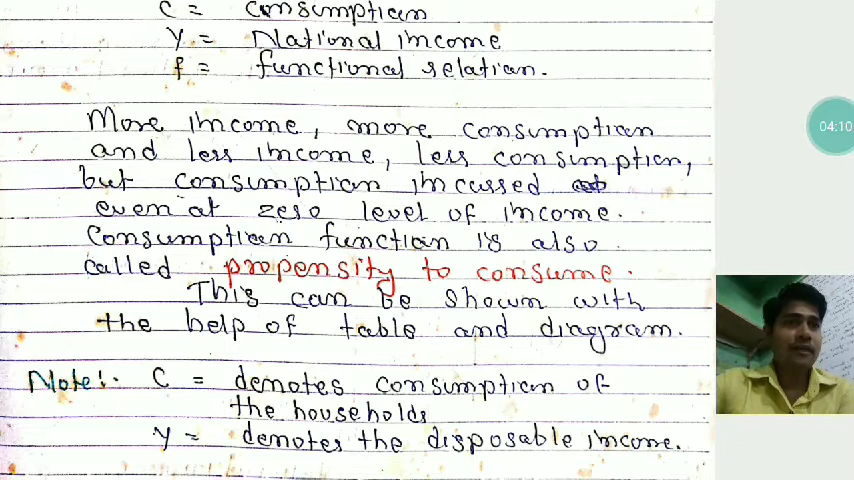 C = Consumption
Y = National income
f = functional relation.
More income, more consumption
and less income, less consumption,
but consumption incussed
even at zero level of income.
Consumption function is also
called propensity to consume.
This can be shown with
the help of table and diagram.
Note:- C = denotes consumption of
the households
Y = denotes the disposable income.
04:10